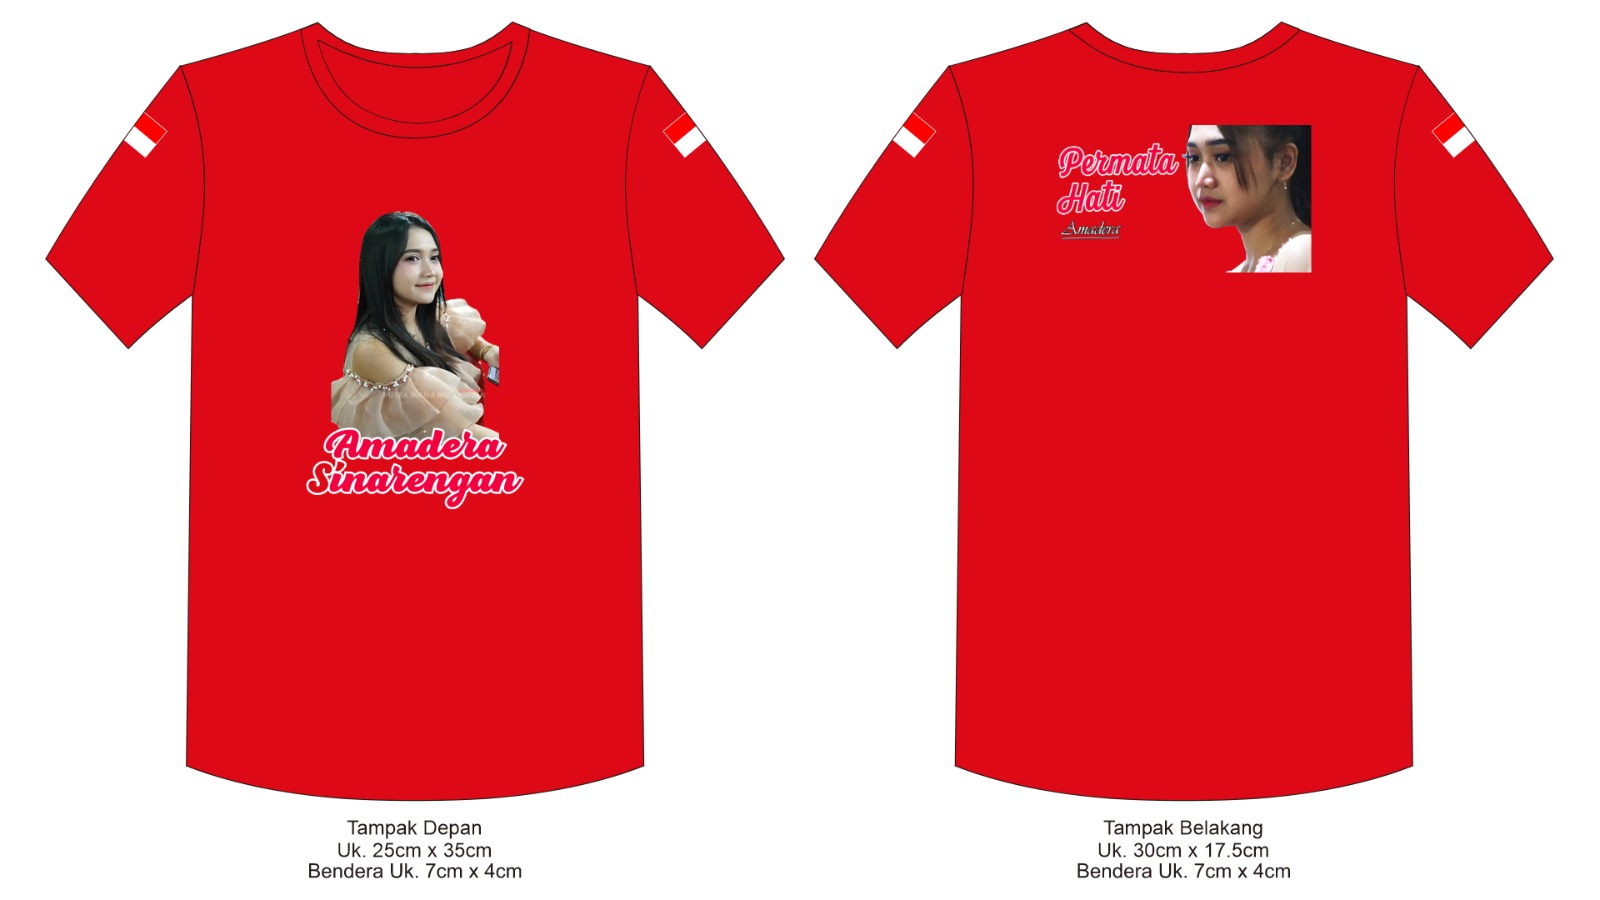 Amadera
Sinarengan
Permata
Hati
Amadera
Tampak Depan
Uk. 25cm x 35cm
Bendera Uk. 7cm x 4cm
Tampak Belakang
Uk. 30cm x 17.5cm
Bendera Uk. 7cm x 4cm